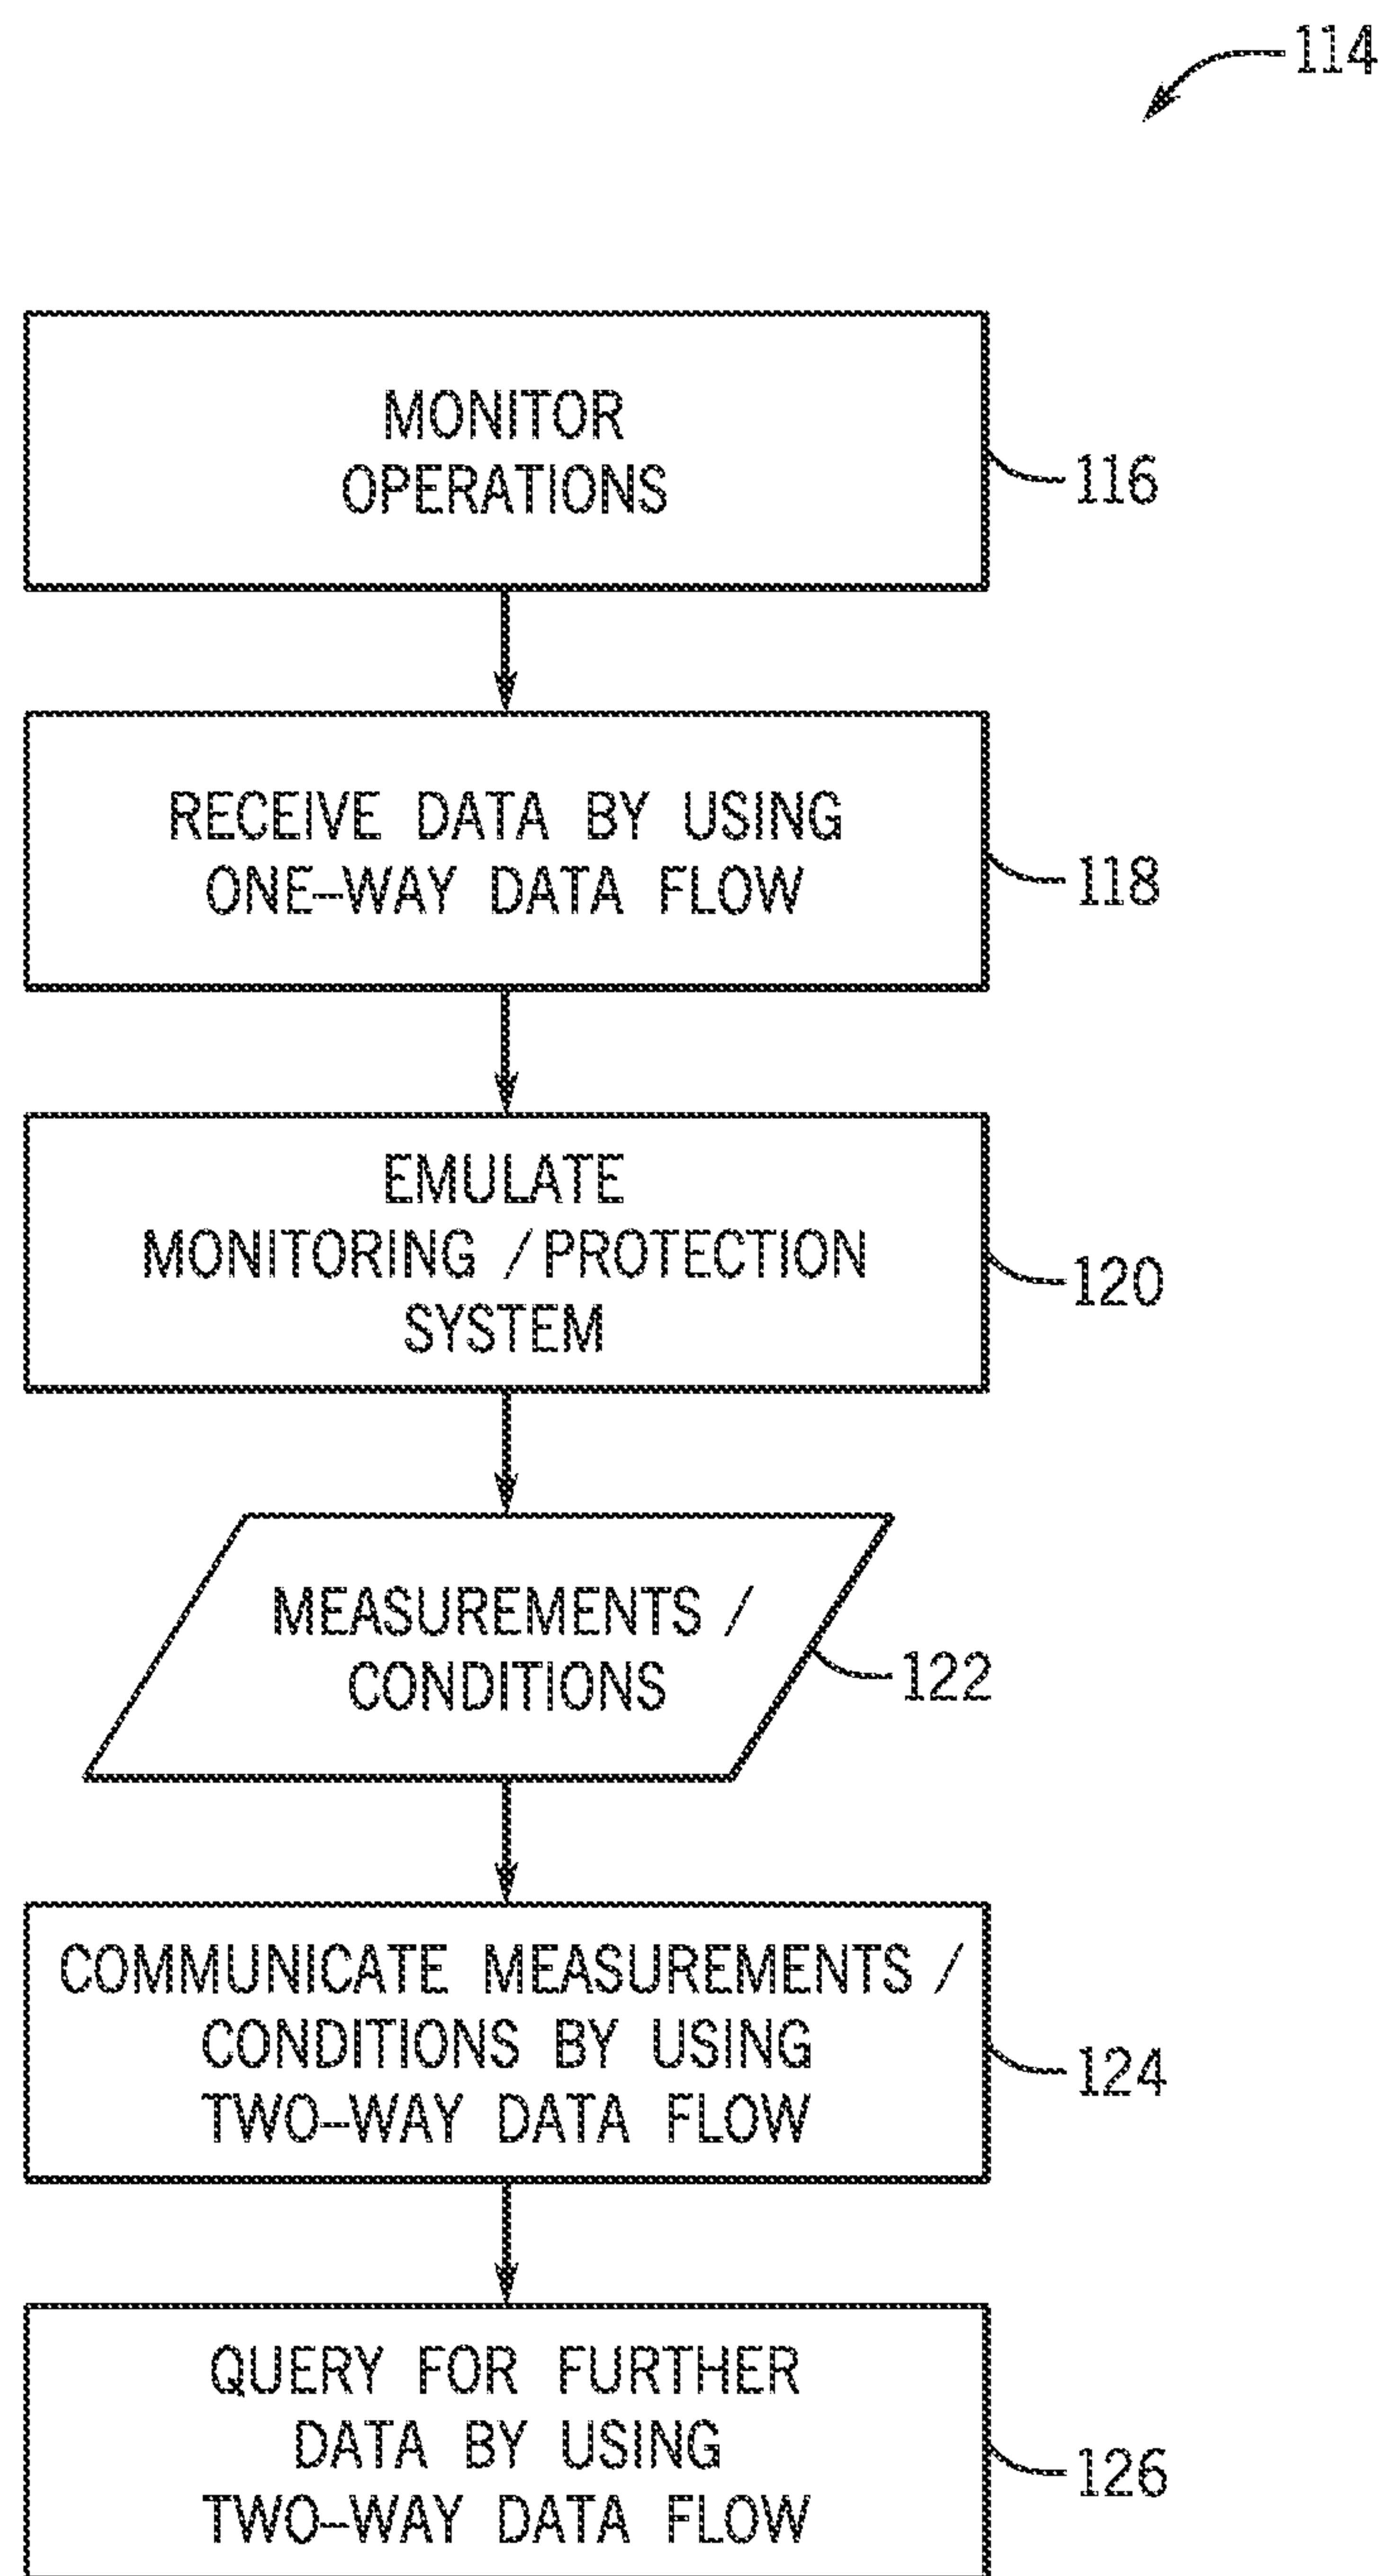 114
MONITOR
OPERATIONS
116
RECEIVE DATA BY USING
ONE-WAY DATA FLOW
118
EMULATE
MONITORING / PROTECTION
SYSTEM
120
MEASUREMENTS /
CONDITIONS
122
COMMUNICATE MEASUREMENTS /
CONDITIONS BY USING
TWO-WAY DATA FLOW
124
QUERY FOR FURTHER
DATA BY USING
TWO-WAY DATA FLOW
126